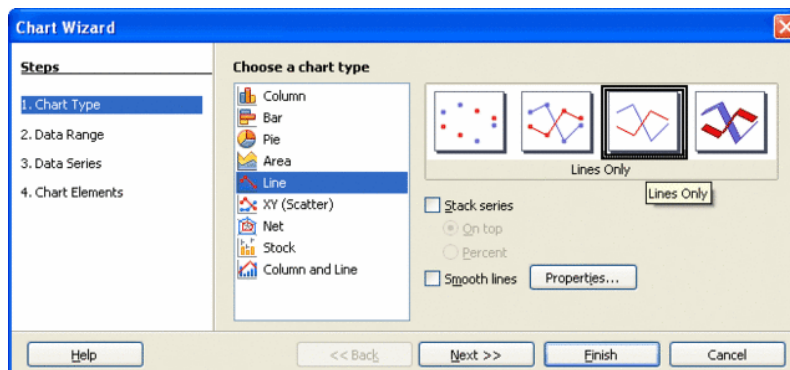 Chart Wizard
Steps
1. Chart Type
2. Data Range
3. Data Series
4. Chart Elements
Choose a chart type
Column
Bar
Pie
Area
Line
XY (Scatter)
Net
Stock
Column and Line
Lines Only
Lines Only
Stack series
On top
Percent
Smooth lines
Properties...
Help
<< Back
Next >>
Finish
Cancel